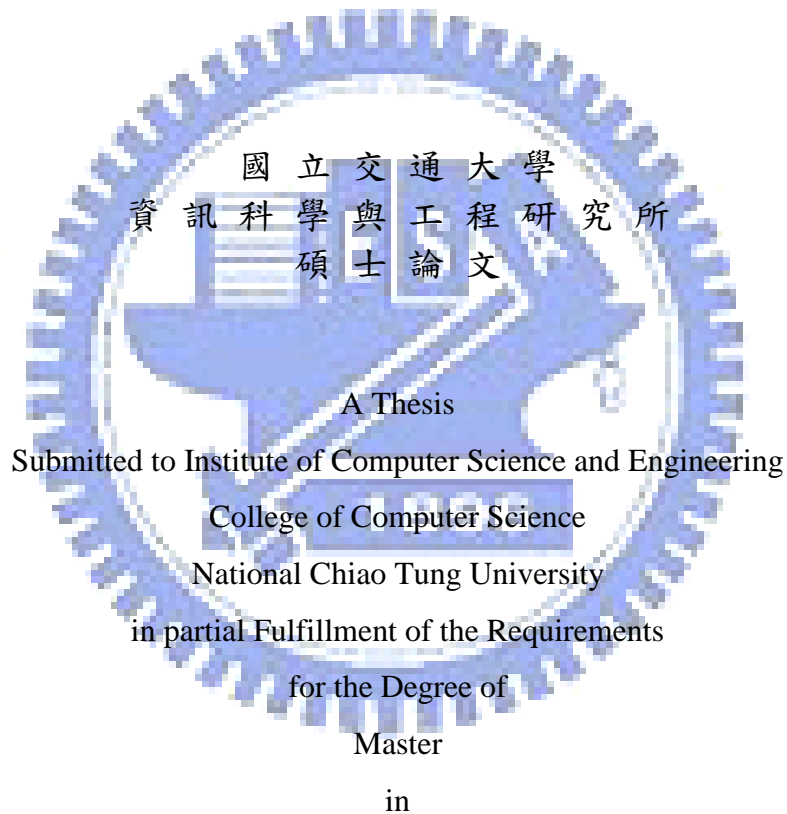 國立交通大學
資訊科學與工程研究所
碩士論文
A Thesis
Submitted to Institute of Computer Science and Engineering
College of Computer Science
National Chiao Tung University
in partial Fulfillment of the Requirements
for the Degree of
Master
in